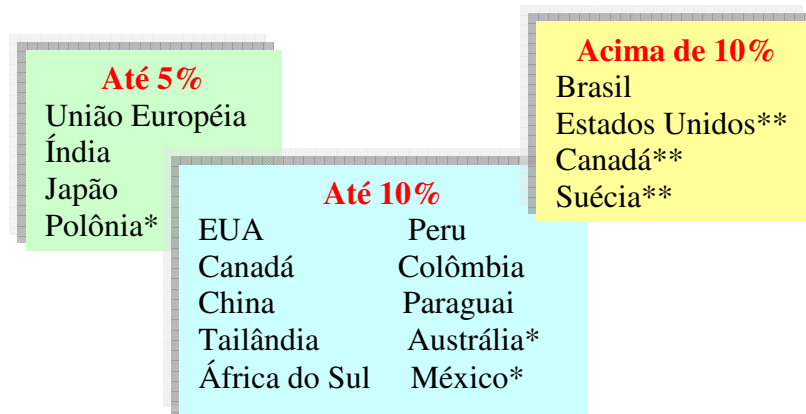 Até 5%
União Européia
Índia
Japão
Polônia*
Até 10%
EUA Peru
Canadá Colômbia
China Paraguai
Tailândia Austrália*
África do Sul México*
Acima de 10%
Brasil
Estados Unidos**
Canadá**
Suécia**